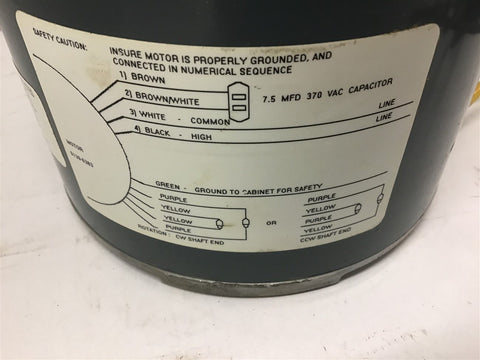 SAFETY CAUTION: INSURE MOTOR IS PROPERLY GROUNDED, AND
CONNECTED IN NUMERICAL SEQUENCE
1) BROWN
2) BROWN/WHITE
7.5 MFD 370 VAC CAPACITOR
3) WHITE - COMMON LINE
4) BLACK - HIGH LINE
MOTOR
GREEN - GROUND TO CABINET FOR SAFETY
PURPLE
YELLOW
YELLOW
PURPLE
OR
PURPLE
YELLOW
PURPLE
YELLOW
ROTATION: CW SHAFT END
CCW SHAFT END